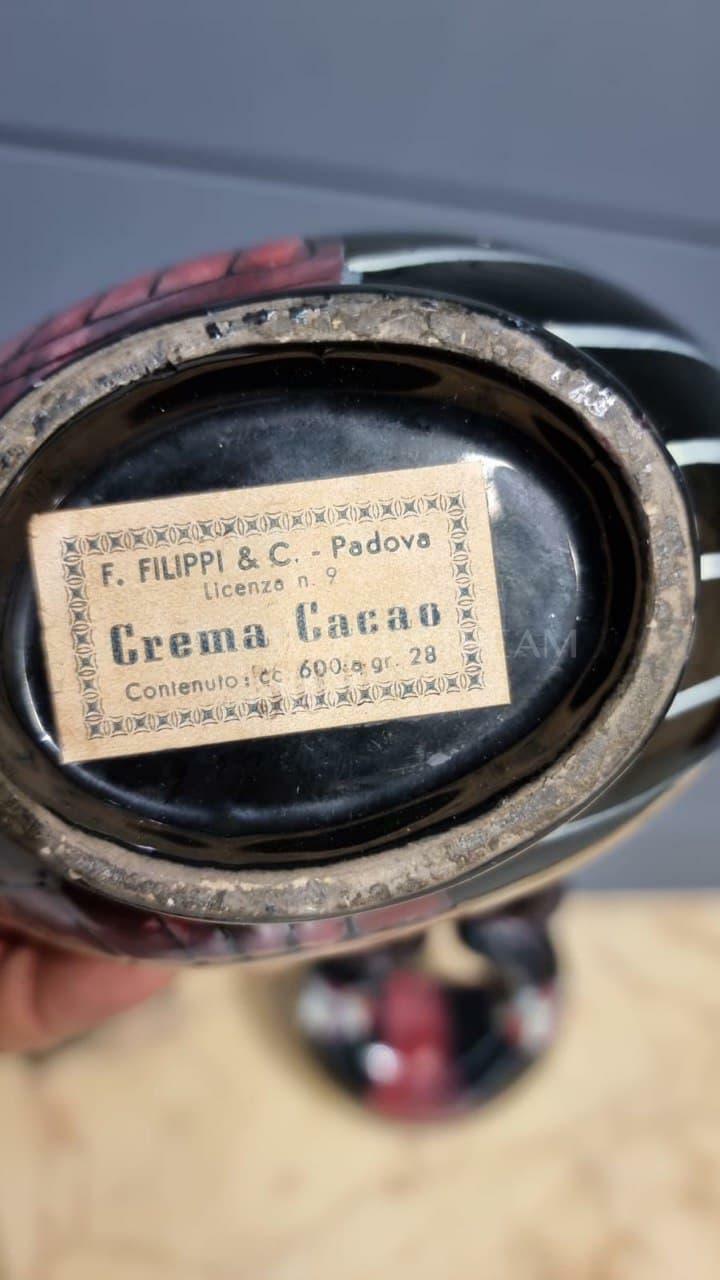 F. FILIPPI & C. - Padova
Licenza n. 9
Crema Cacao
Contenuto: cc 600 a gr. 28